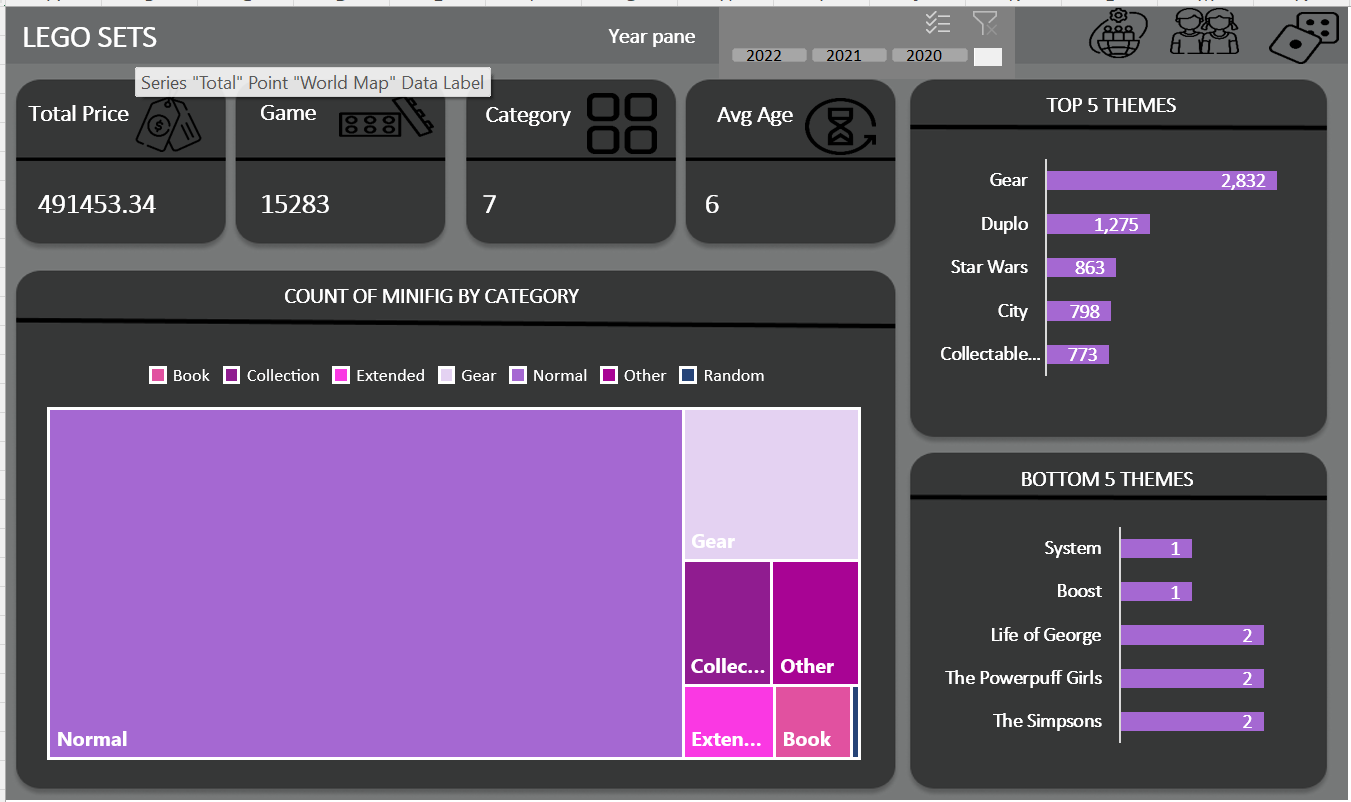 LEGO SETS
Year pane
2022
2021
2020
Series "Total" Point "World Map" Data Label
Total Price
491453.34
Game
15283
Category
7
Avg Age
6
COUNT OF MINIFIG BY CATEGORY
Book
Collection
Extended
Gear
Normal
Other
Random
Normal
Gear
Collec...
Other
Exten...
Book
TOP 5 THEMES
Gear 2,832
Duplo 1,275
Star Wars 863
City 798
Collectable... 773
BOTTOM 5 THEMES
System 1
Boost 1
Life of George 2
The Powerpuff Girls 2
The Simpsons 2